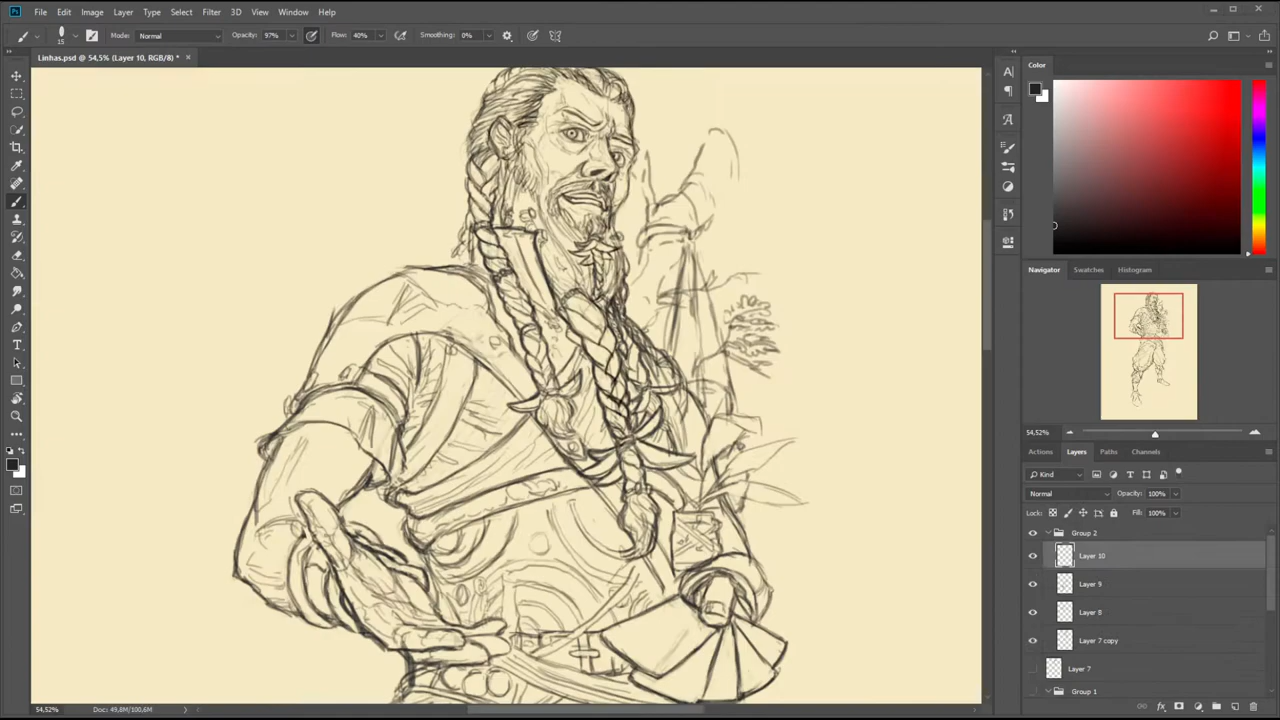 Ps File Edit Image Layer Type Select Filter 3D View Window Help
15 Mode: Normal Opacity: 97% Flow: 40% Smoothing: 0%
Linhas.psd @ 54,5% (Layer 10, RGB/8) *
Color
Navigator Swatches Histogram
54,52%
Actions Layers Paths Channels
Kind
Normal Opacity: 100%
Lock: Fill: 100%
Group 2
Layer 10
Layer 9
Layer 8
Layer 7 copy
Layer 7
Group 1
54,52% Doc: 49,8M/100,6M